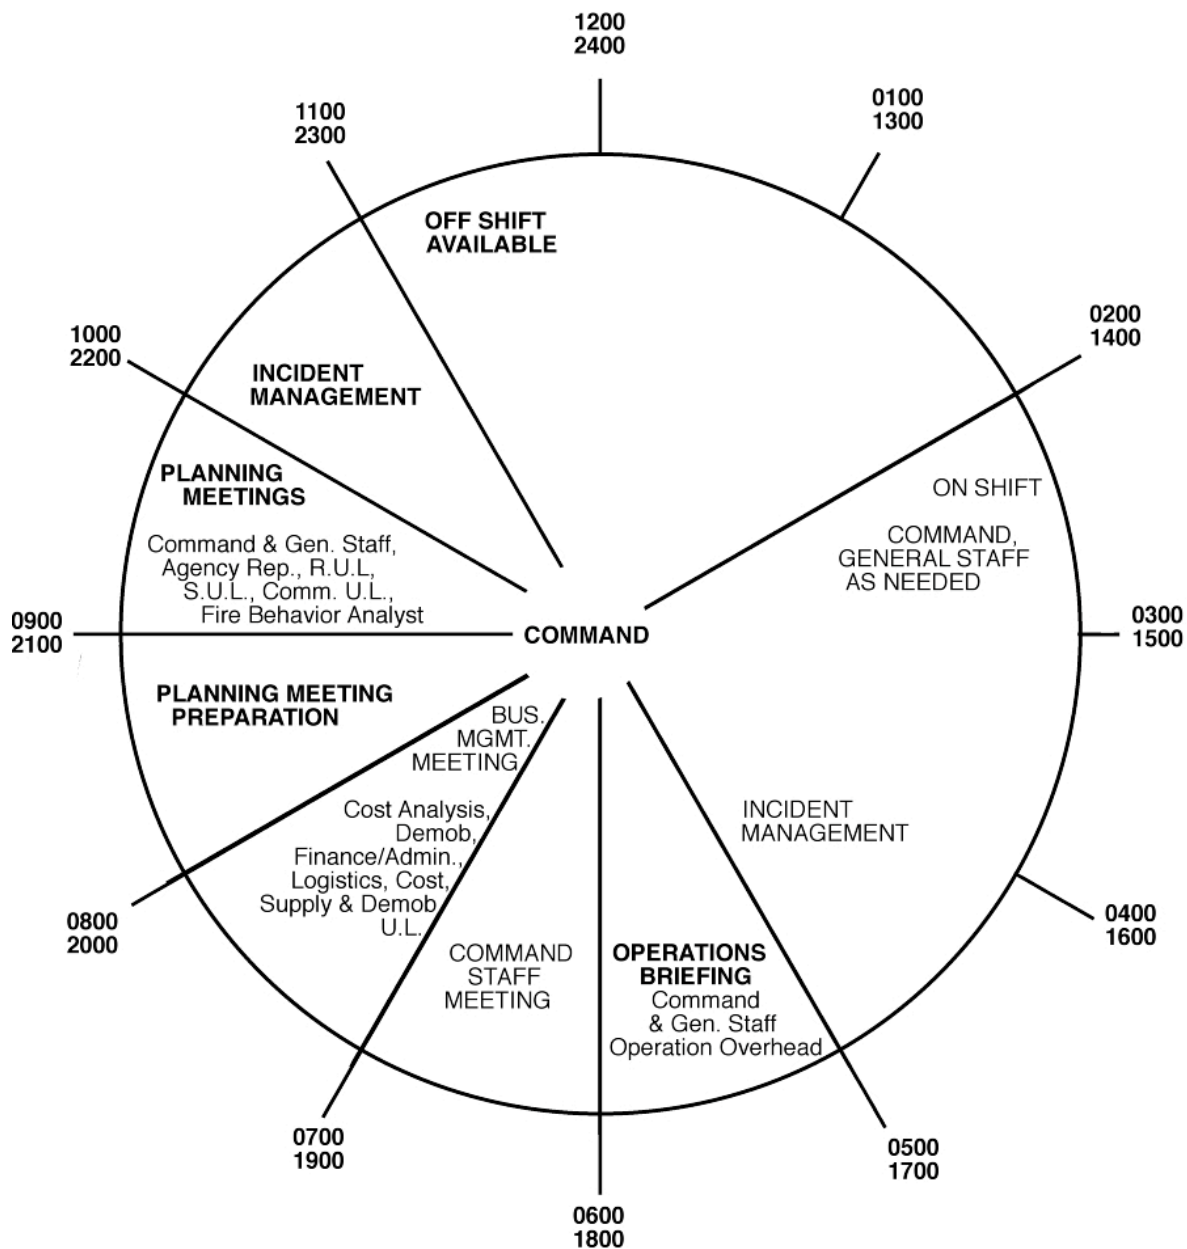 1200
2400
0100
1300
1100
2300
OFF SHIFT
AVAILABLE
0200
1400
1000
2200
INCIDENT
MANAGEMENT
PLANNING
MEETINGS
Command & Gen. Staff,
Agency Rep., R.U.L,
S.U.L., Comm. U.L.,
Fire Behavior Analyst
ON SHIFT
COMMAND,
GENERAL STAFF
AS NEEDED
0900
2100
COMMAND
0300
1500
PLANNING MEETING
PREPARATION
BUS.
MGMT.
MEETING
Cost Analysis,
Demob,
Finance/Admin.,
Logistics, Cost,
Supply & Demob
U.L.
INCIDENT
MANAGEMENT
0800
2000
0400
1600
COMMAND
STAFF
MEETING
OPERATIONS
BRIEFING
Command
& Gen. Staff
Operation Overhead
0700
1900
0500
1700
0600
1800